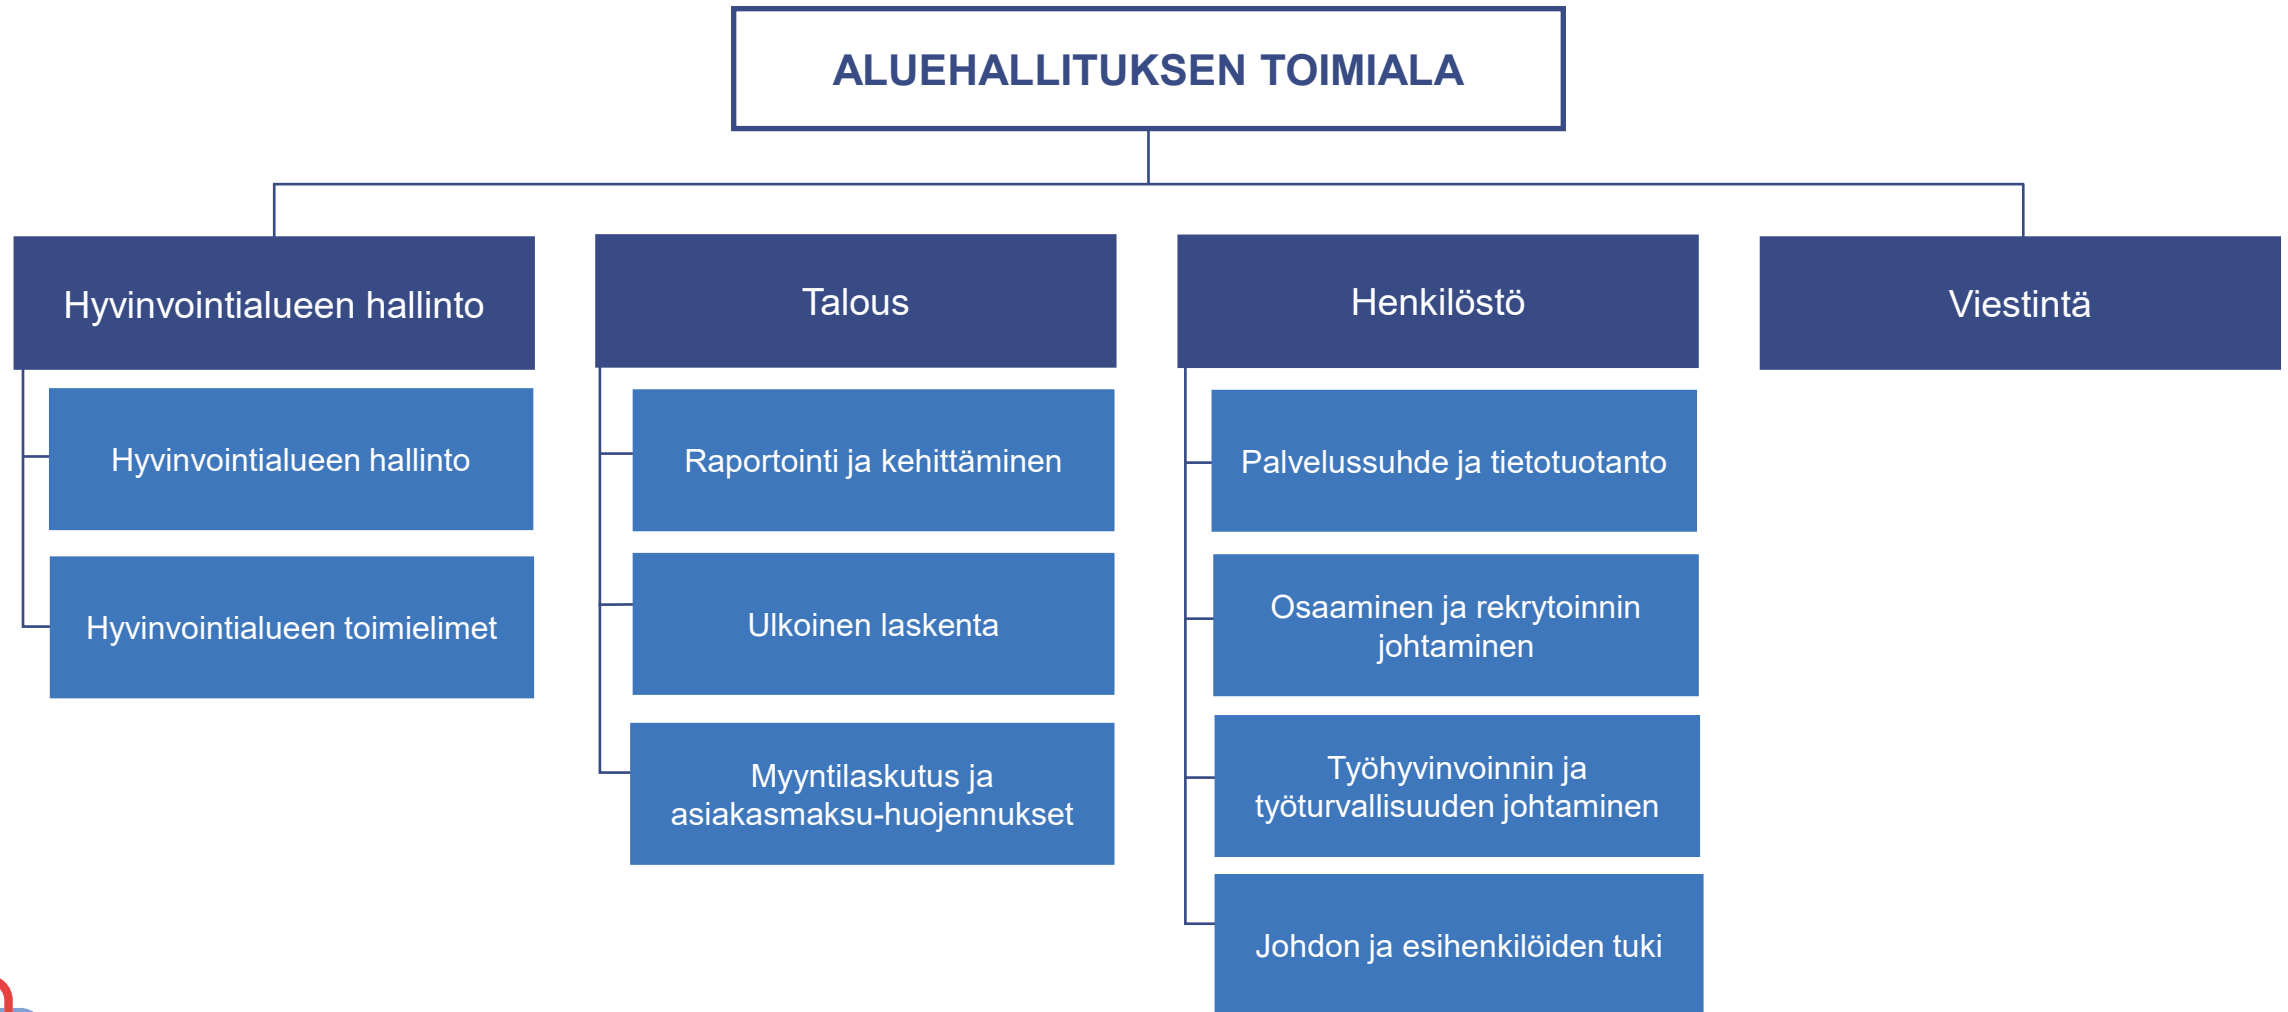 ALUEHALLITUKSEN TOIMIALA
Hyvinvointialueen hallinto
Hyvinvointialueen hallinto
Hyvinvointialueen toimielimet
Talous
Raportointi ja kehittäminen
Ulkoinen laskenta
Myyntilaskutus ja
asiakasmaksu-huojennukset
Henkilöstö
Palvelussuhde ja tietotuotanto
Osaaminen ja rekrytoinnin
johtaminen
Työhyvinvoinnin ja
työturvallisuuden johtaminen
Johdon ja esihenkilöiden tuki
Viestintä